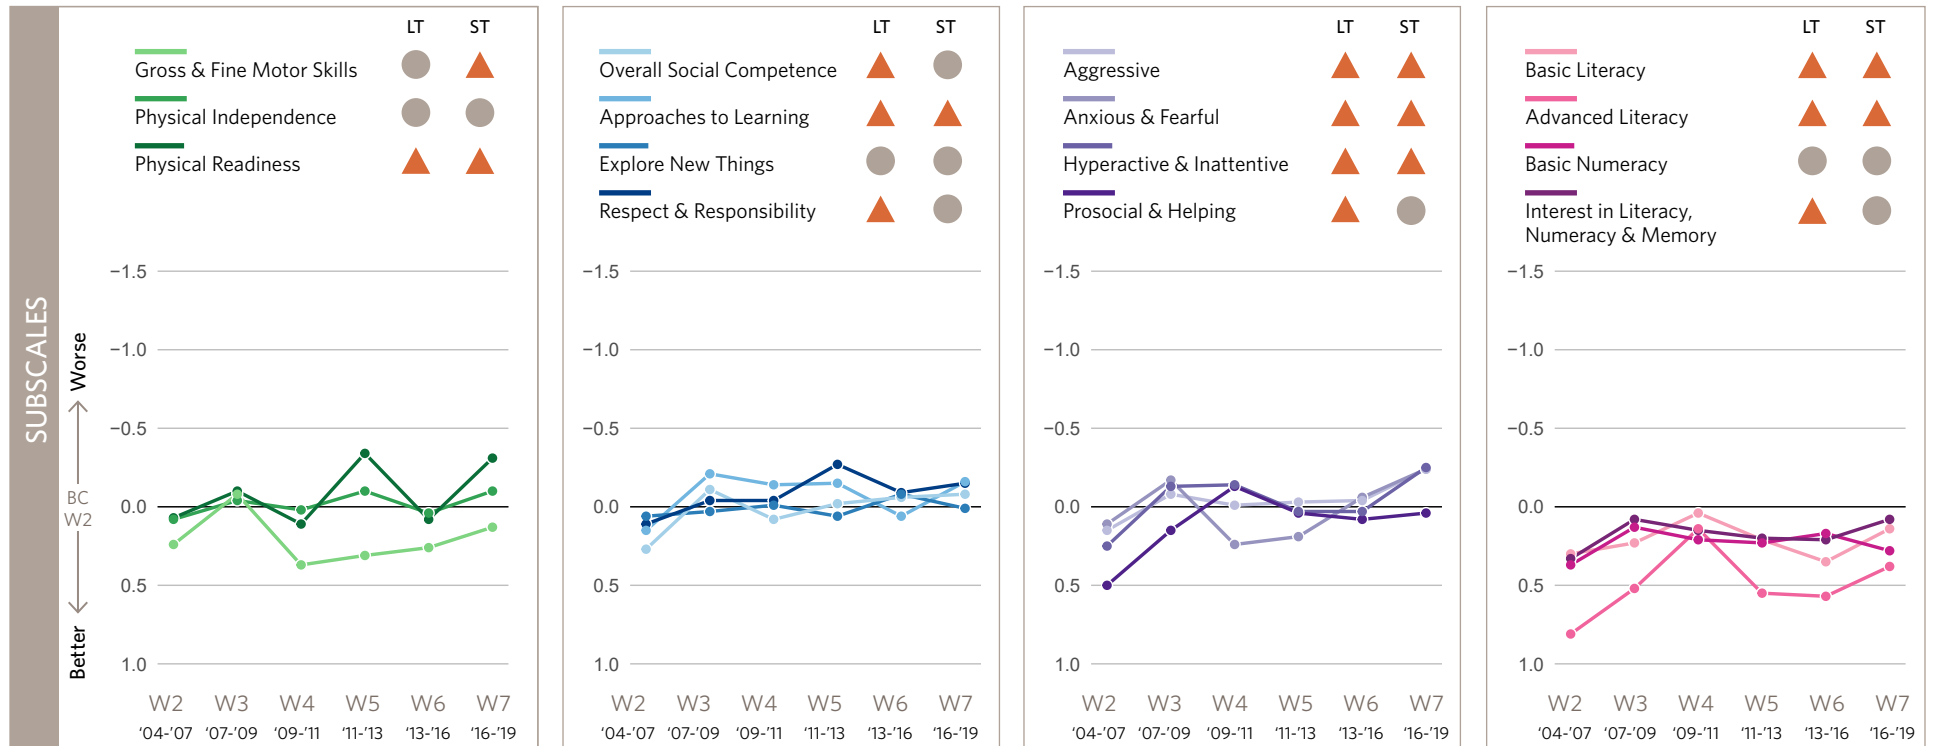 SUBSCALES
Worse
BC
W2
Better
LT ST
Gross & Fine Motor Skills
Physical Independence
Physical Readiness
−1.5
−1.0
−0.5
0.0
0.5
1.0
W2 W3 W4 W5 W6 W7
‘04-’07 ‘07-’09 ‘09-’11 ‘11-’13 ‘13-’16 ‘16-’19
LT ST
Overall Social Competence
Approaches to Learning
Explore New Things
Respect & Responsibility
−1.5
−1.0
−0.5
0.0
0.5
1.0
W2 W3 W4 W5 W6 W7
‘04-’07 ‘07-’09 ‘09-’11 ‘11-’13 ‘13-’16 ‘16-’19
LT ST
Aggressive
Anxious & Fearful
Hyperactive & Inattentive
Prosocial & Helping
−1.5
−1.0
−0.5
0.0
0.5
1.0
W2 W3 W4 W5 W6 W7
‘04-’07 ‘07-’09 ‘09-’11 ‘11-’13 ‘13-’16 ‘16-’19
LT ST
Basic Literacy
Advanced Literacy
Basic Numeracy
Interest in Literacy,
Numeracy & Memory
−1.5
−1.0
−0.5
0.0
0.5
1.0
W2 W3 W4 W5 W6 W7
‘04-’07 ‘07-’09 ‘09-’11 ‘11-’13 ‘13-’16 ‘16-’19